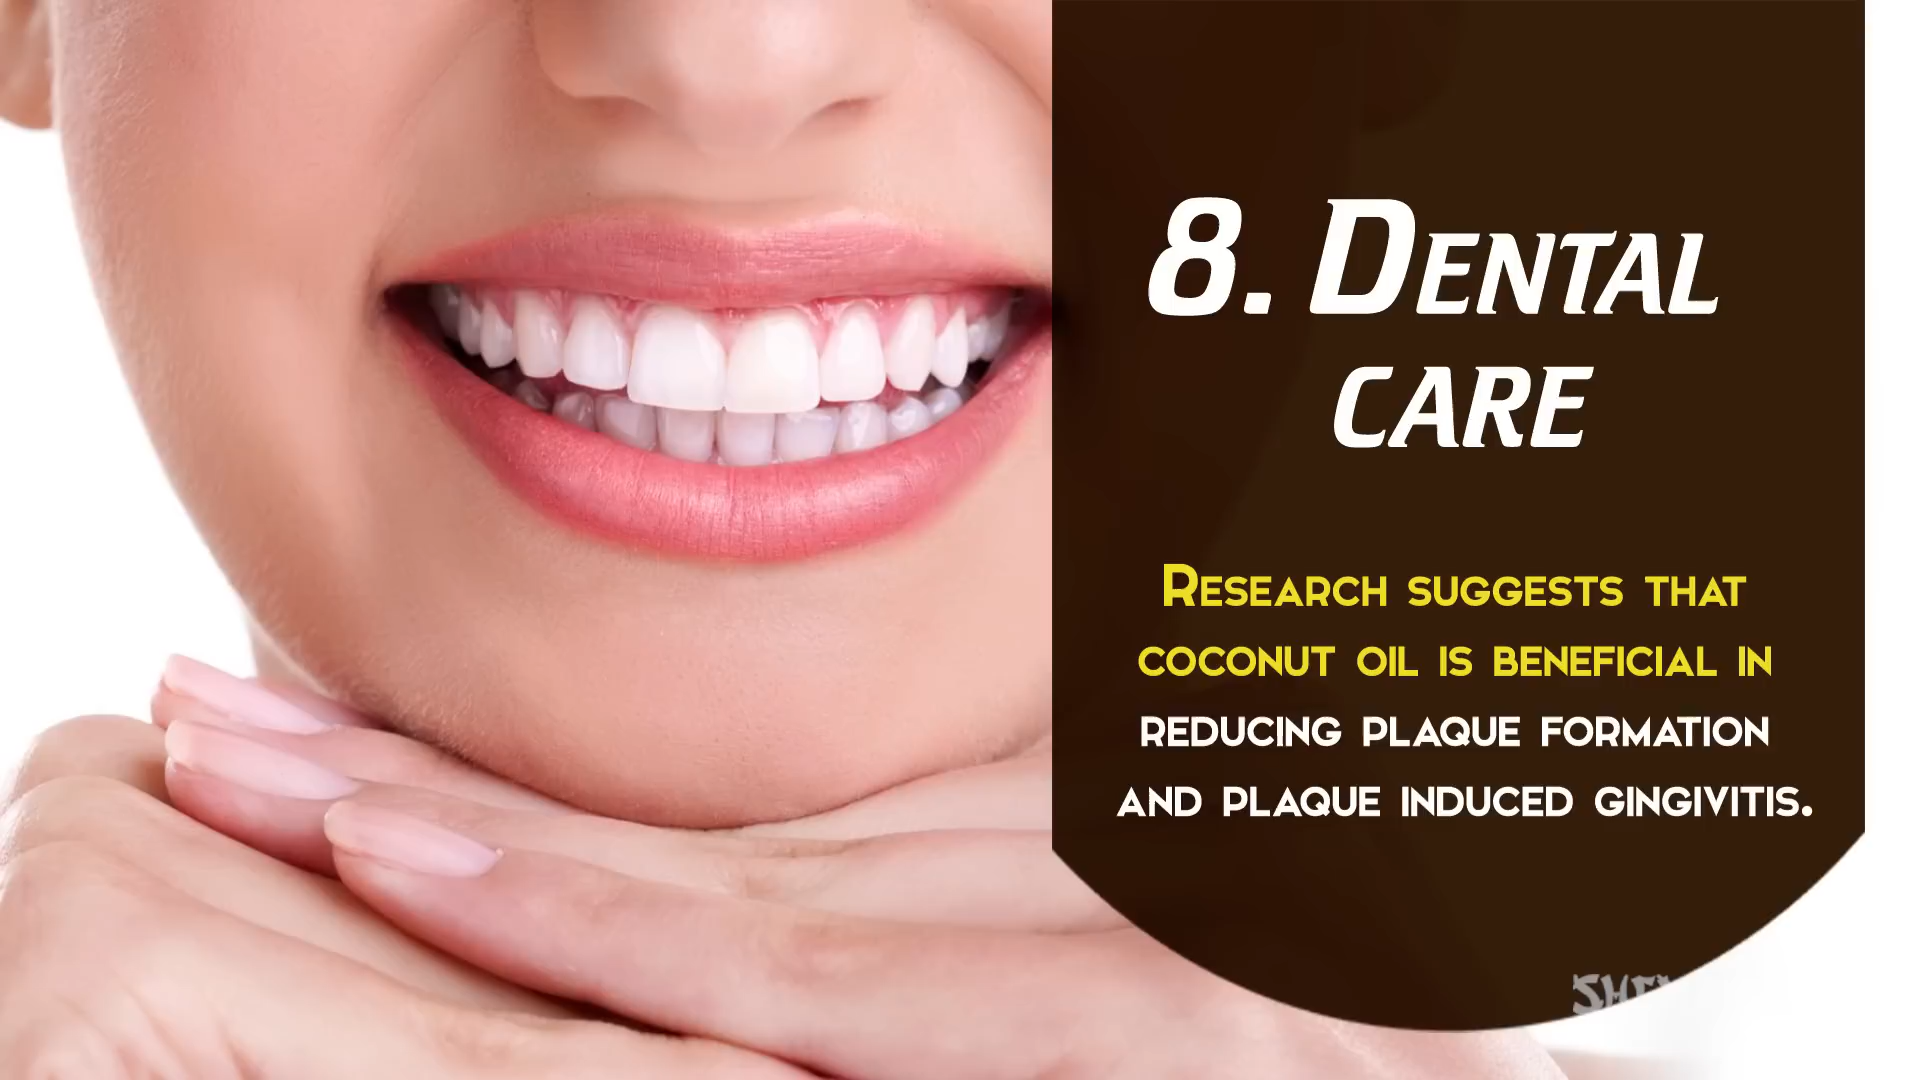 8. Dental
care
Research suggests that
coconut oil is beneficial in
reducing plaque formation
and plaque induced gingivitis.